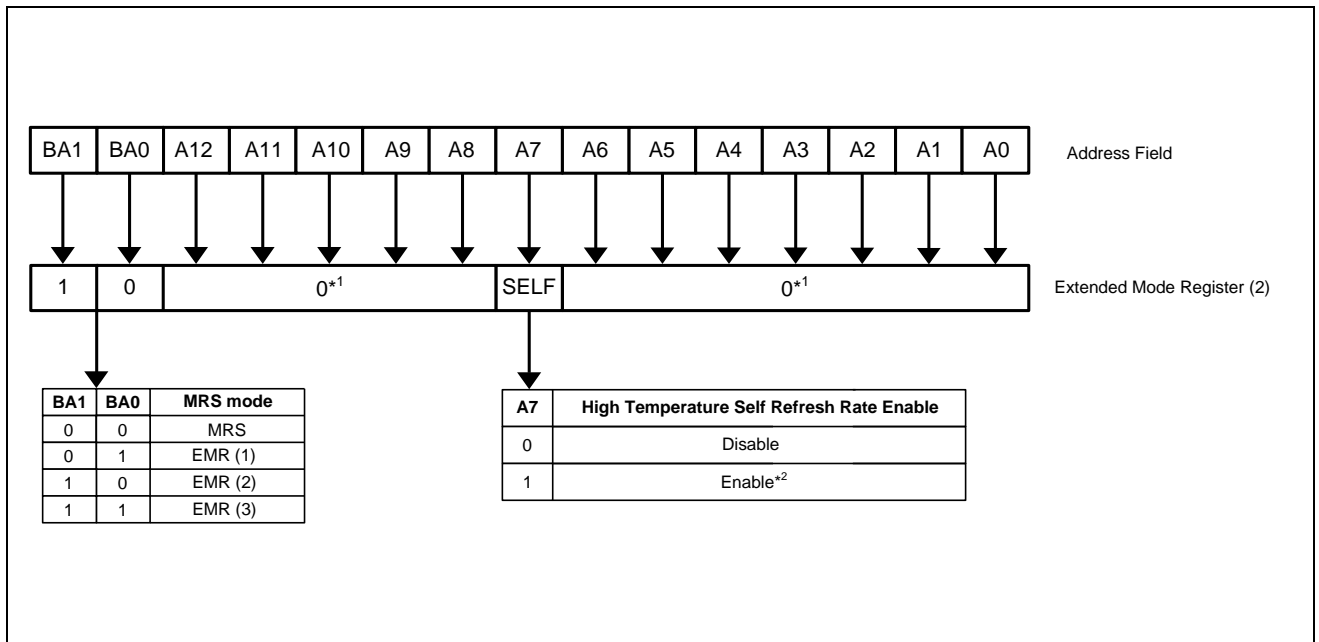 BA1 BA0 A12 A11 A10 A9 A8 A7 A6 A5 A4 A3 A2 A1 A0 Address Field
1 0 0*1 SELF 0*1 Extended Mode Register (2)
BA1 BA0 MRS mode
0 0 MRS
0 1 EMR (1)
1 0 EMR (2)
1 1 EMR (3)
A7 High Temperature Self Refresh Rate Enable
0 Disable
1 Enable*2